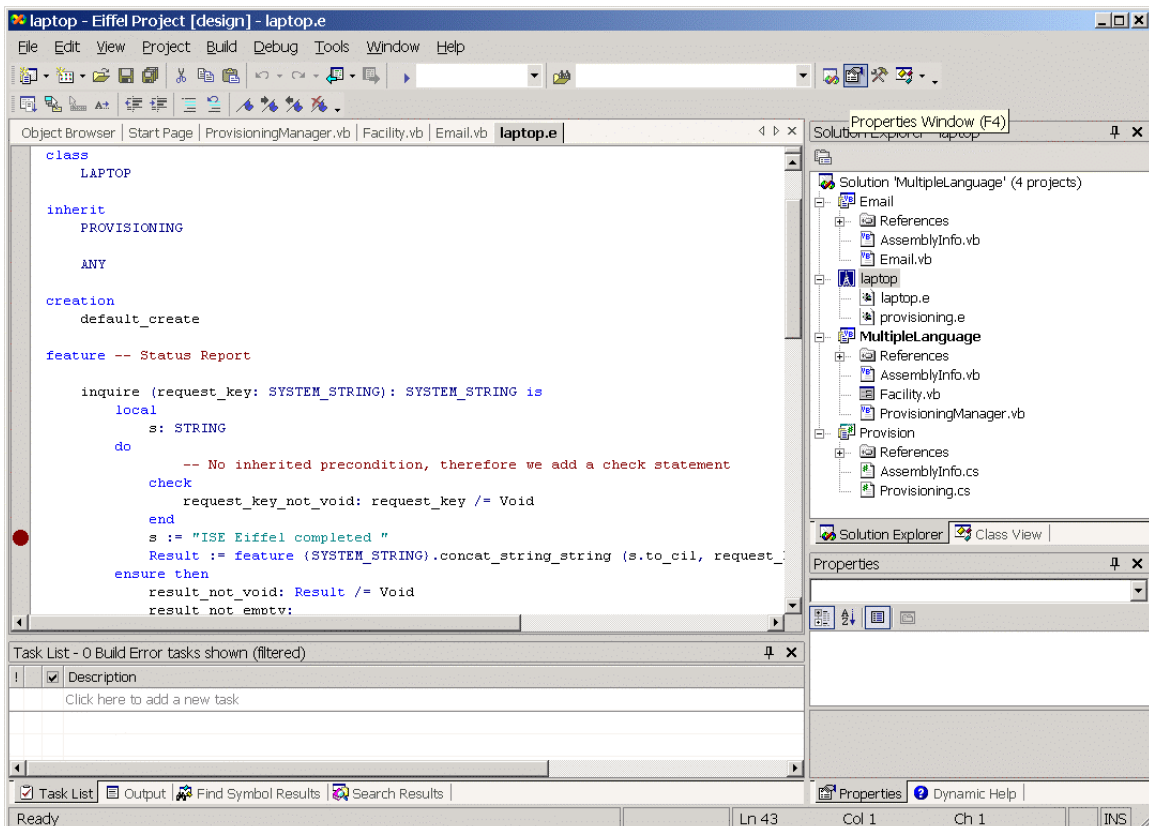 laptop - Eiffel Project [design] - laptop.e
File Edit View Project Build Debug Tools Window Help
Object Browser Start Page ProvisioningManager.vb Facility.vb Email.vb laptop.e
class
LAPTOP
inherit
PROVISIONING
ANY
creation
default_create
feature -- Status Report
inquire (request_key: SYSTEM_STRING): SYSTEM_STRING is
local
s: STRING
do
-- No inherited precondition, therefore we add a check statement
check
request_key_not_void: request_key /= Void
end
s := "ISE Eiffel completed "
Result := feature (SYSTEM_STRING).concat_string_string (s.to_cil, request_
ensure then
result_not_void: Result /= Void
result_not_empty:
Task List - 0 Build Error tasks shown (filtered)
! Description
Click here to add a new task
Task List Output Find Symbol Results Search Results
Properties Window (F4)
Solution Explorer - laptop
Solution 'MultipleLanguage' (4 projects)
Email
References
AssemblyInfo.vb
Email.vb
laptop
laptop.e
provisioning.e
MultipleLanguage
References
AssemblyInfo.vb
Facility.vb
ProvisioningManager.vb
Provision
References
AssemblyInfo.cs
Provisioning.cs
Solution Explorer Class View
Properties
Properties Dynamic Help
Ready Ln 43 Col 1 Ch 1 INS